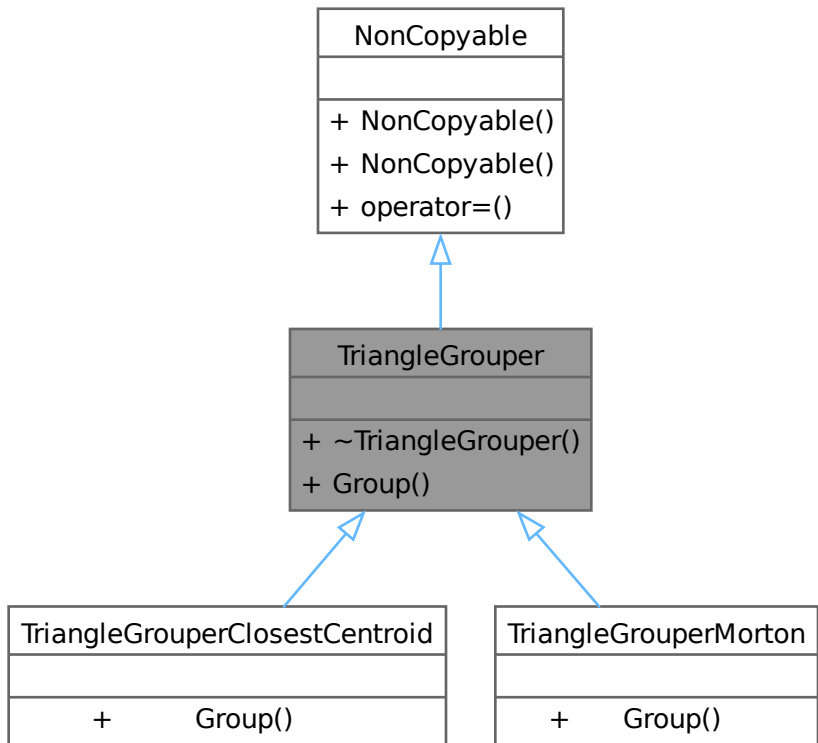 NonCopyable
+ NonCopyable()
+ NonCopyable()
+ operator=()
TriangleGrouper
+ ~TriangleGrouper()
+ Group()
TriangleGrouperClosestCentroid
+ Group()
TriangleGrouperMorton
+ Group()